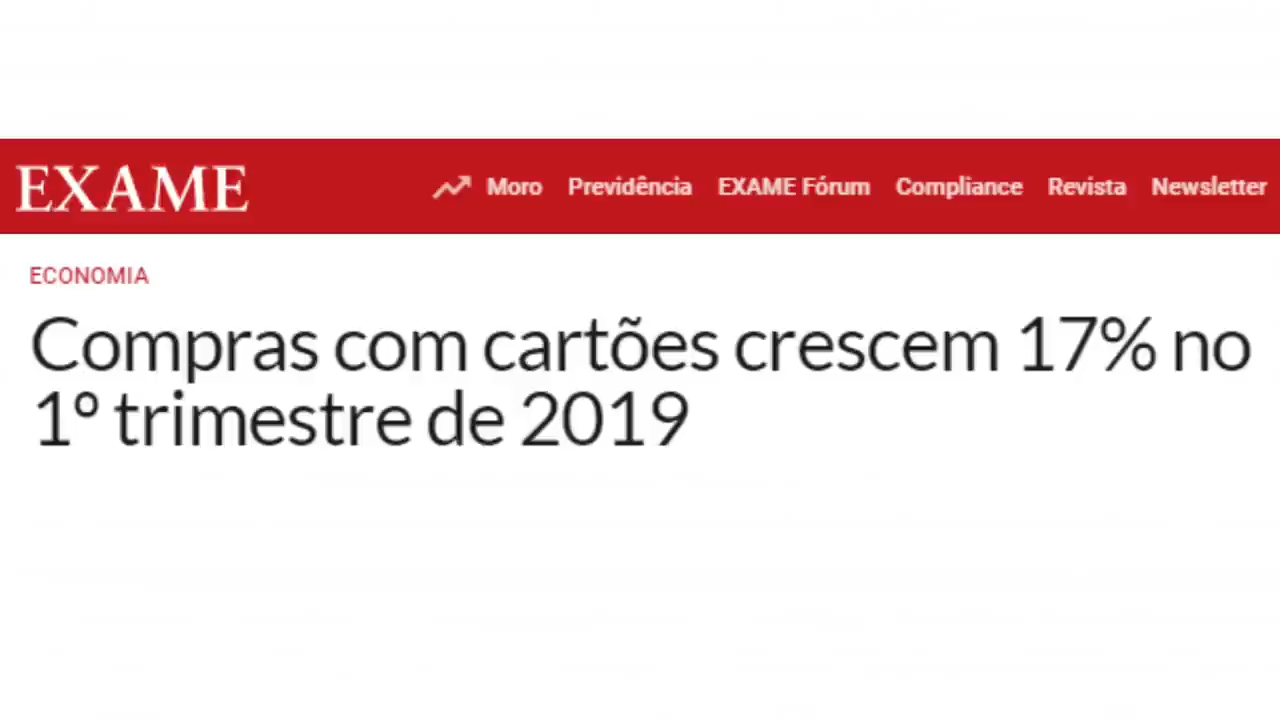 EXAME
Moro Previdência EXAME Fórum Compliance Revista Newsletter
ECONOMIA
Compras com cartões crescem 17% no
1º trimestre de 2019